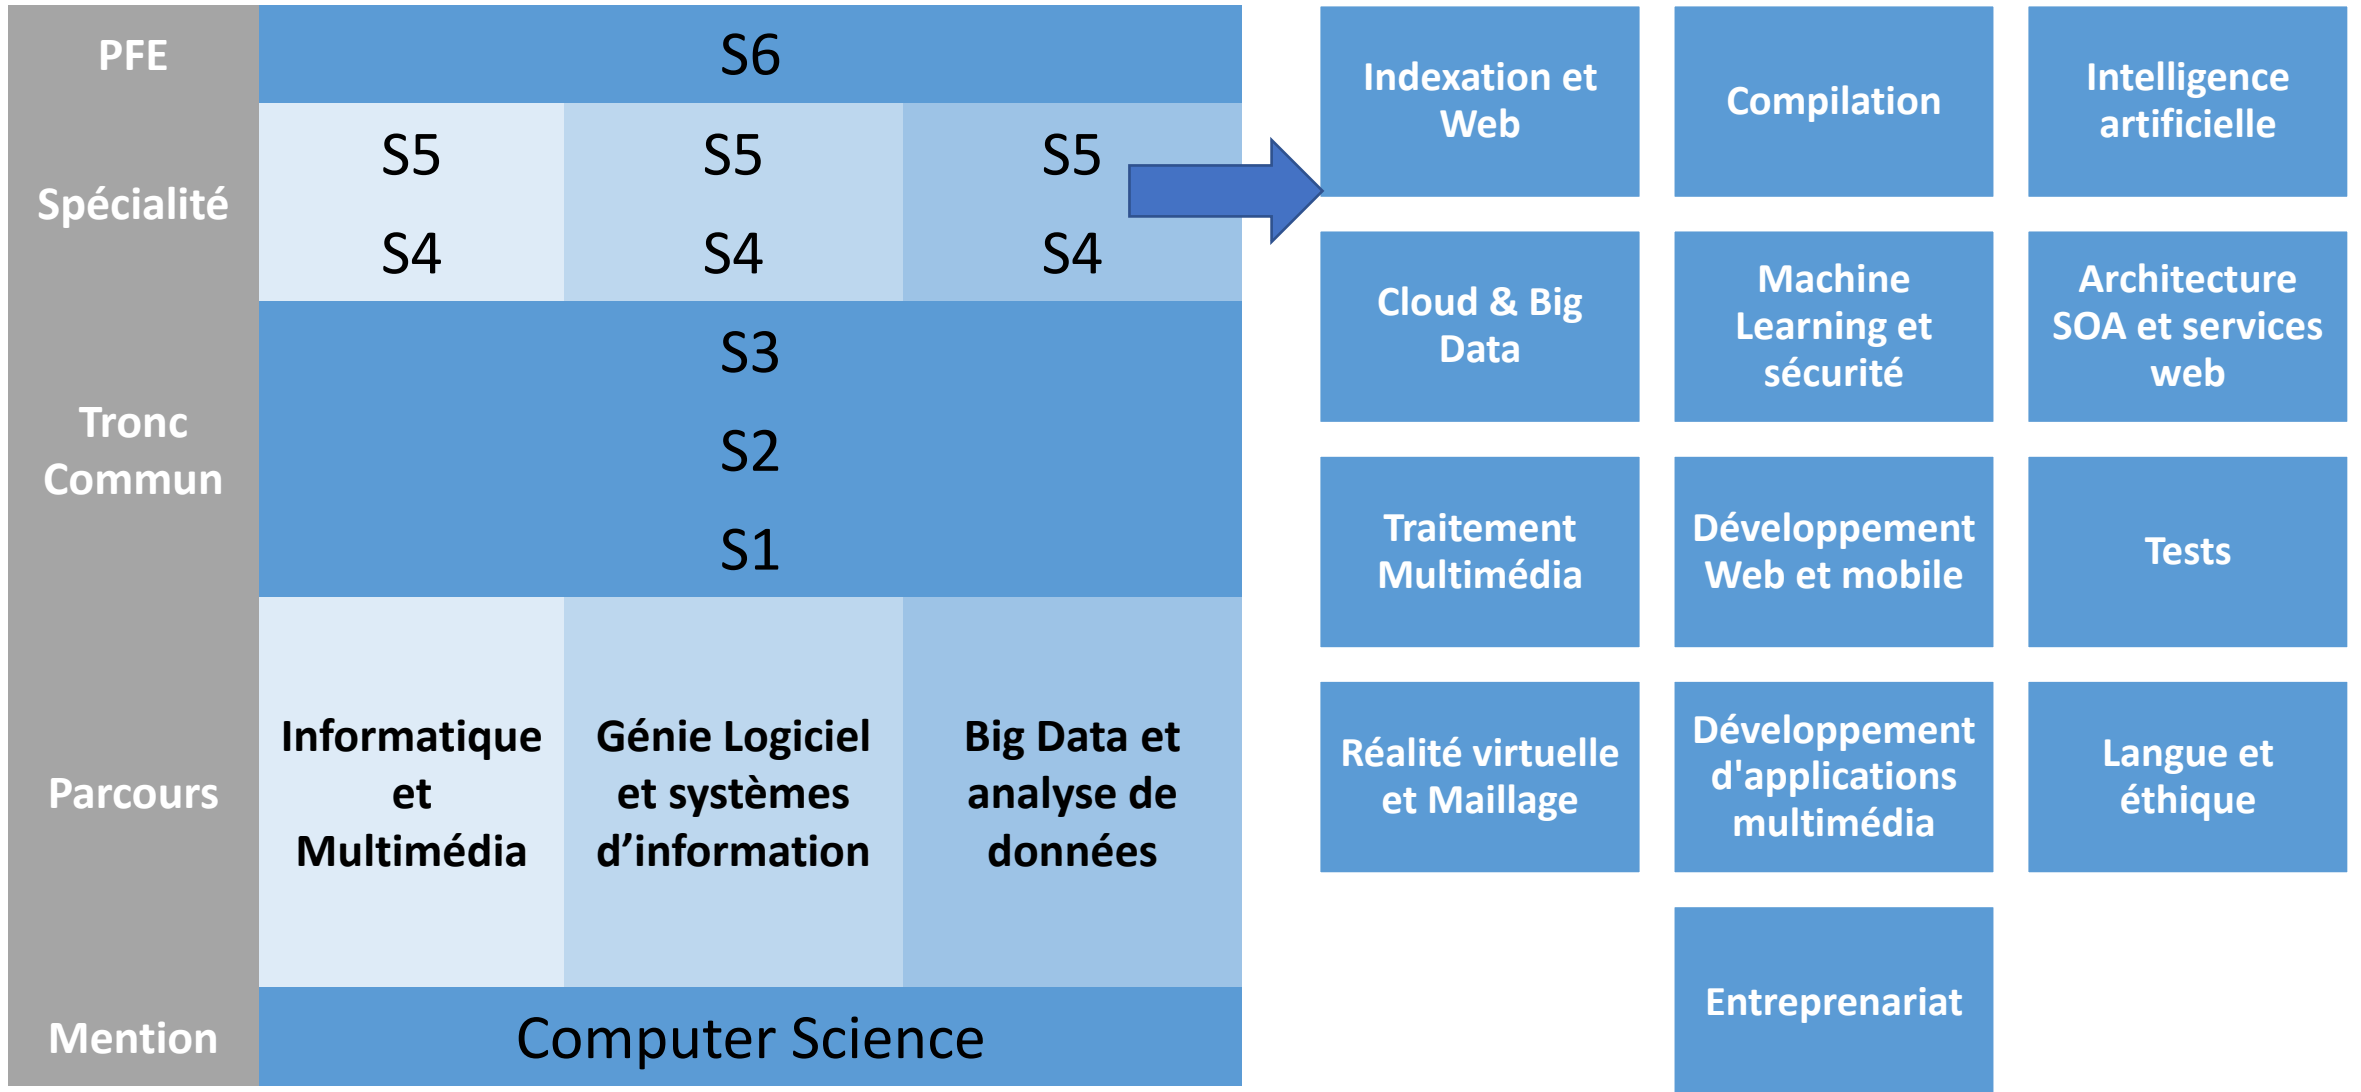 PFE
S6
Spécialité
S5
S5
S5
S4
S4
S4
Tronc
Commun
S3
S2
S1
Parcours
Informatique
et
Multimédia
Génie Logiciel
et systèmes
d’information
Big Data et
analyse de
données
Mention
Computer Science
Indexation et
Web
Compilation
Intelligence
artificielle
Cloud & Big
Data
Machine
Learning et
sécurité
Architecture
SOA et services
web
Traitement
Multimédia
Développement
Web et mobile
Tests
Réalité virtuelle
et Maillage
Développement
d'applications
multimédia
Langue et
éthique
Entreprenariat